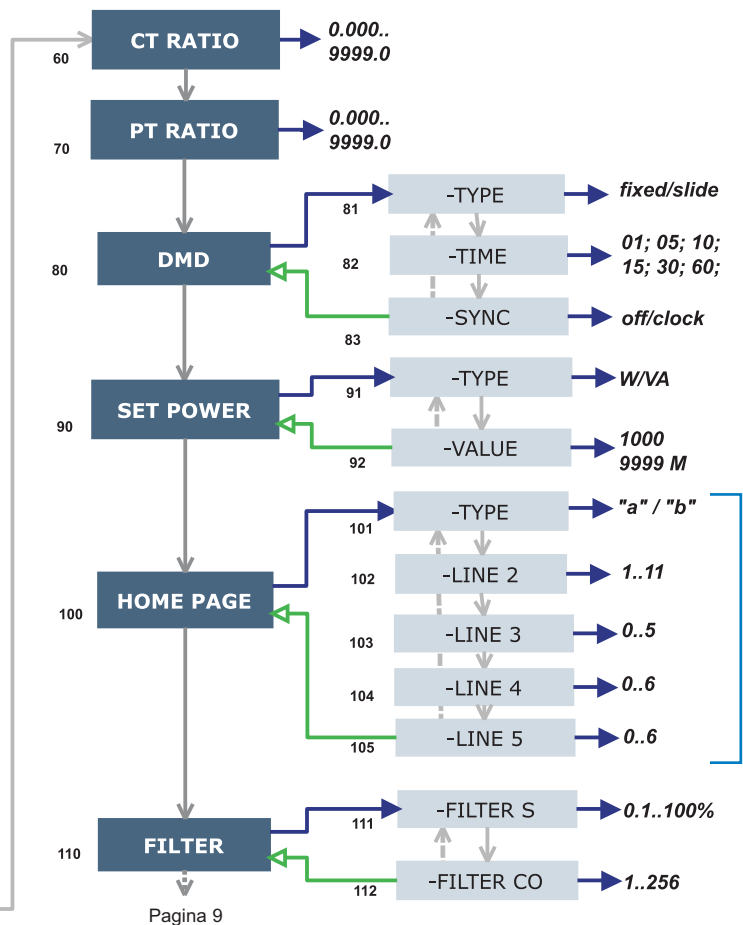 CT RATIO
60
0.000..
9999.0
PT RATIO
70
0.000..
9999.0
DMD
80
81
-TYPE
fixed/slide
82
-TIME
01; 05; 10;
15; 30; 60;
83
-SYNC
off/clock
SET POWER
90
91
-TYPE
W/VA
92
-VALUE
1000
9999 M
HOME PAGE
100
101
-TYPE
"a" / "b"
102
-LINE 2
1..11
103
-LINE 3
0..5
104
-LINE 4
0..6
105
-LINE 5
0..6
FILTER
110
111
-FILTER S
0.1..100%
112
-FILTER CO
1..256
Pagina 9